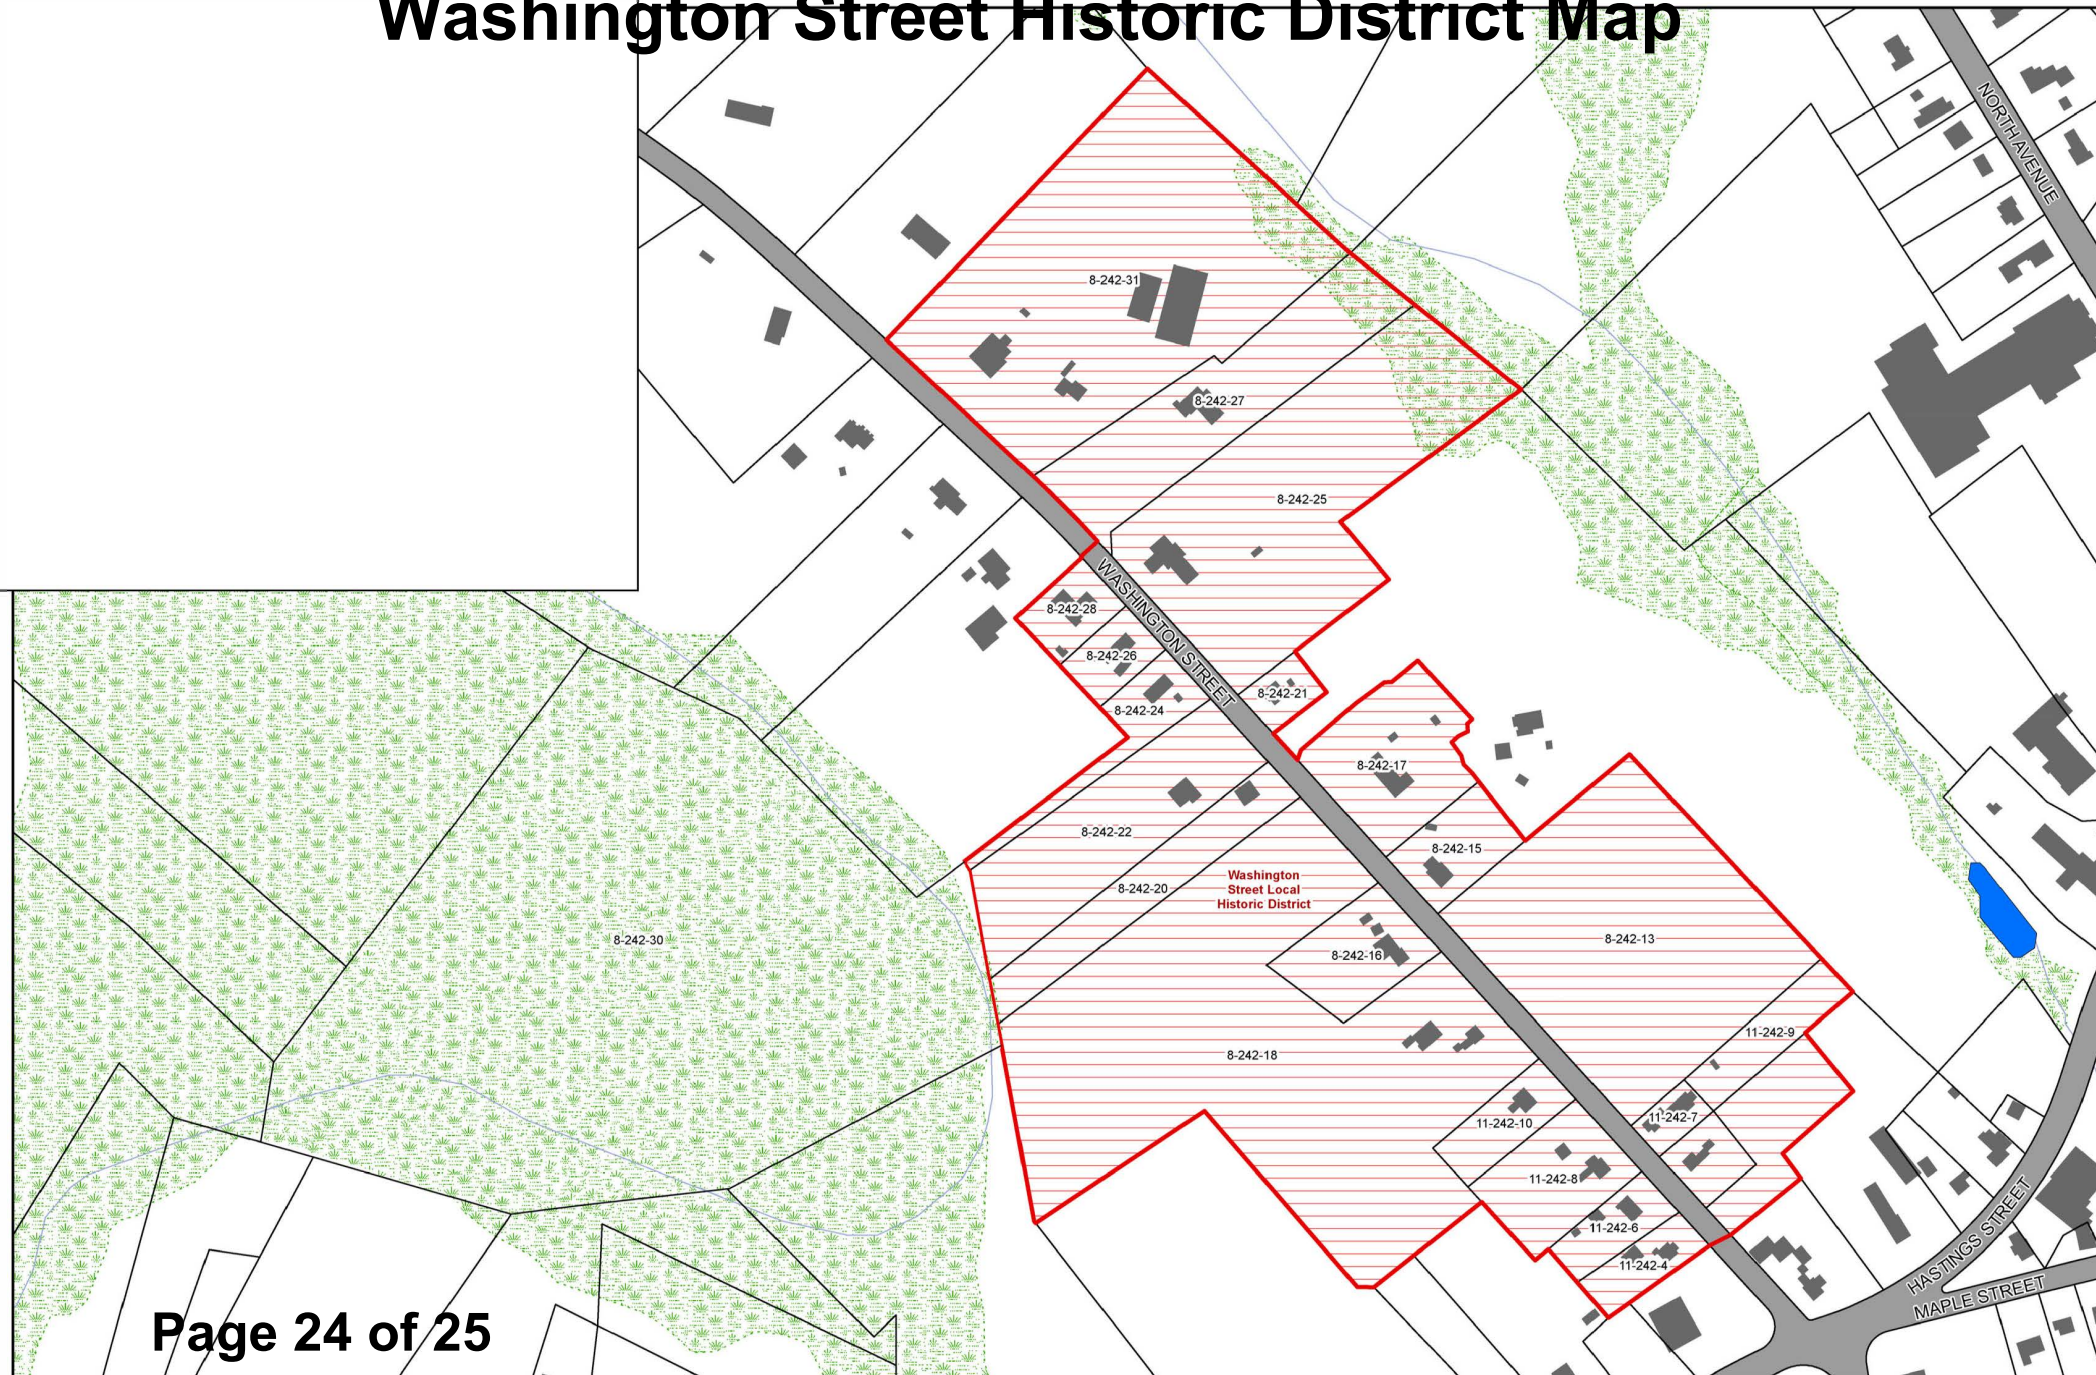 Washington Street Historic District Map
NORTH AVENUE
8-242-31
8-242-27
8-242-25
WASHINGTON STREET
8-242-28
8-242-26
8-242-21
8-242-24
8-242-17
8-242-22
8-242-15
Washington
Street Local
Historic District
8-242-20
8-242-30
8-242-13
8-242-16
11-242-9
8-242-18
11-242-7
11-242-10
11-242-8
11-242-6
11-242-4
HASTINGS STREET
MAPLE STREET
Page 24 of 25